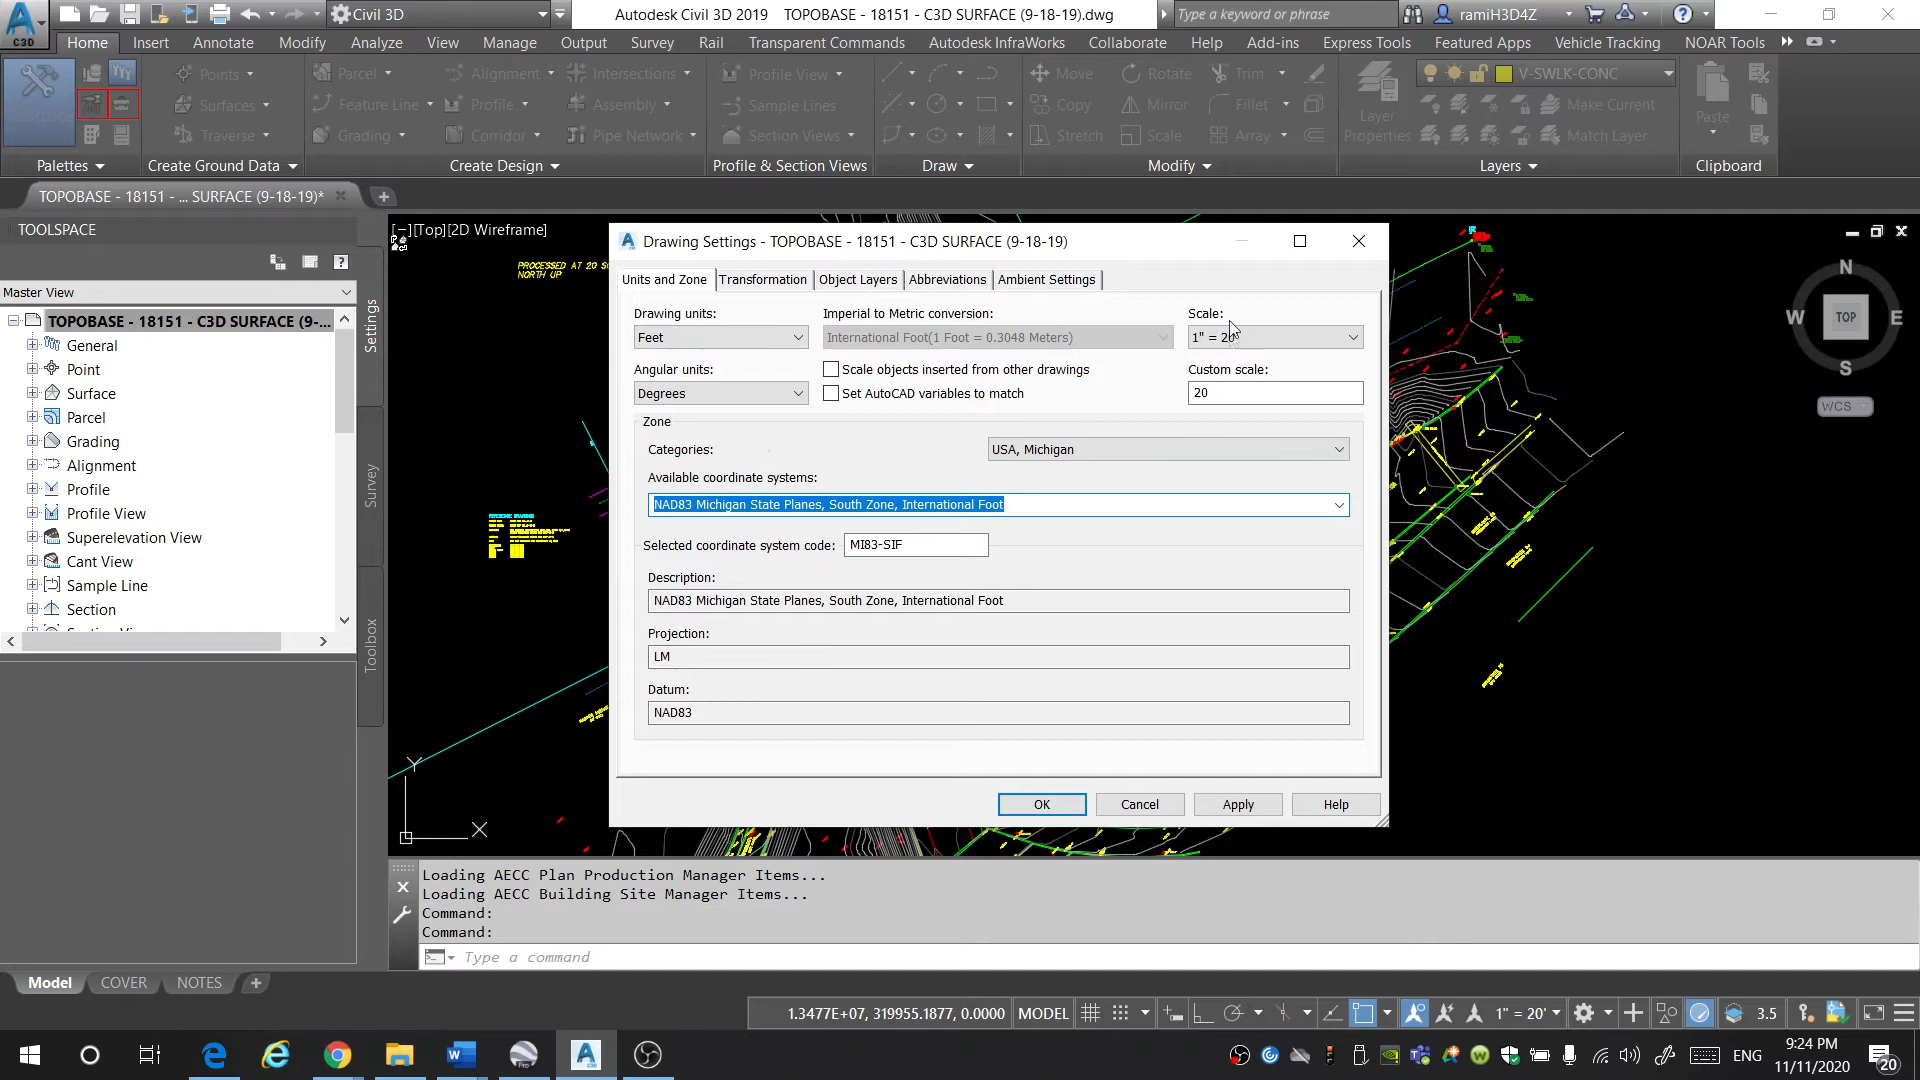 Civil 3D
Autodesk Civil 3D 2019 TOPOBASE - 18151 - C3D SURFACE (9-18-19).dwg
Type a keyword or phrase
ramiH3D4Z
C3D
Home Insert Annotate Modify Analyze View Manage Output Survey Rail Transparent Commands Autodesk InfraWorks Collaborate Help Add-ins Express Tools Featured Apps Vehicle Tracking NOAR Tools
Points Parcel Alignment Intersections Profile View Move Rotate Trim V-SWLK-CONC
Surfaces Feature Line Profile Assembly Sample Lines Copy Mirror Fillet Make Current
Traverse Grading Corridor Pipe Network Section Views Stretch Scale Array Match Layer
Layer Properties
Paste
Palettes Create Ground Data Create Design Profile & Section Views Draw Modify Layers Clipboard
TOPOBASE - 18151 - ... SURFACE (9-18-19)*
TOOLSPACE
[−][Top][2D Wireframe]
PROCESSED AT 20
NORTH UP
Master View
TOPOBASE - 18151 - C3D SURFACE (9-...
General
Point
Surface
Parcel
Grading
Alignment
Profile
Profile View
Superelevation View
Cant View
Sample Line
Section
Settings
Survey
Toolbox
Drawing Settings - TOPOBASE - 18151 - C3D SURFACE (9-18-19)
Units and Zone Transformation Object Layers Abbreviations Ambient Settings
Drawing units: Imperial to Metric conversion: Scale:
Feet International Foot(1 Foot = 0.3048 Meters) 1" = 20'
Angular units: Scale objects inserted from other drawings Custom scale:
Degrees Set AutoCAD variables to match 20
Zone
Categories: USA, Michigan
Available coordinate systems:
NAD83 Michigan State Planes, South Zone, International Foot
Selected coordinate system code: MI83-SIF
Description:
NAD83 Michigan State Planes, South Zone, International Foot
Projection:
LM
Datum:
NAD83
OK Cancel Apply Help
N
W TOP E
S
WCS
Y
X
Loading AECC Plan Production Manager Items...
Loading AECC Building Site Manager Items...
Command:
Command:
Type a command
Model COVER NOTES
1.3477E+07, 319955.1877, 0.0000 MODEL 1" = 20' 3.5
ENG
9:24 PM
11/11/2020
20